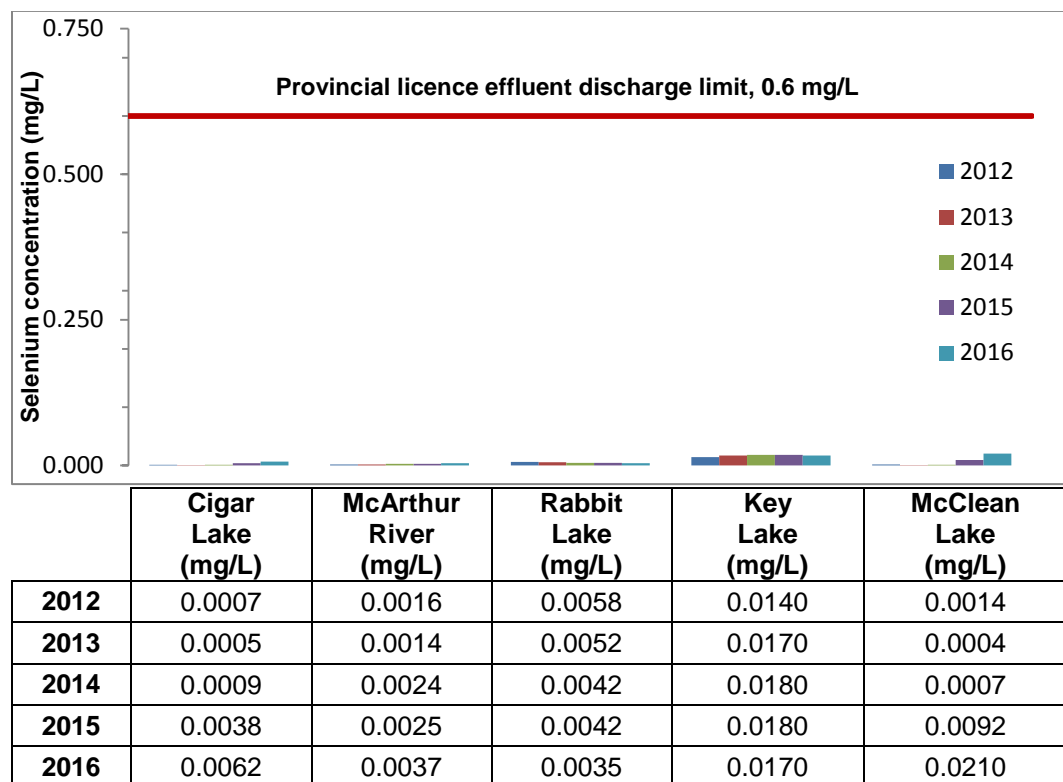 0.750
Provincial licence effluent discharge limit, 0.6 mg/L
Selenium concentration (mg/L)
0.500
0.250
0.000
2012
2013
2014
2015
2016
Cigar Lake (mg/L) McArthur River (mg/L) Rabbit Lake (mg/L) Key Lake (mg/L) McClean Lake (mg/L)
2012 0.0007 0.0016 0.0058 0.0140 0.0014
2013 0.0005 0.0014 0.0052 0.0170 0.0004
2014 0.0009 0.0024 0.0042 0.0180 0.0007
2015 0.0038 0.0025 0.0042 0.0180 0.0092
2016 0.0062 0.0037 0.0035 0.0170 0.0210